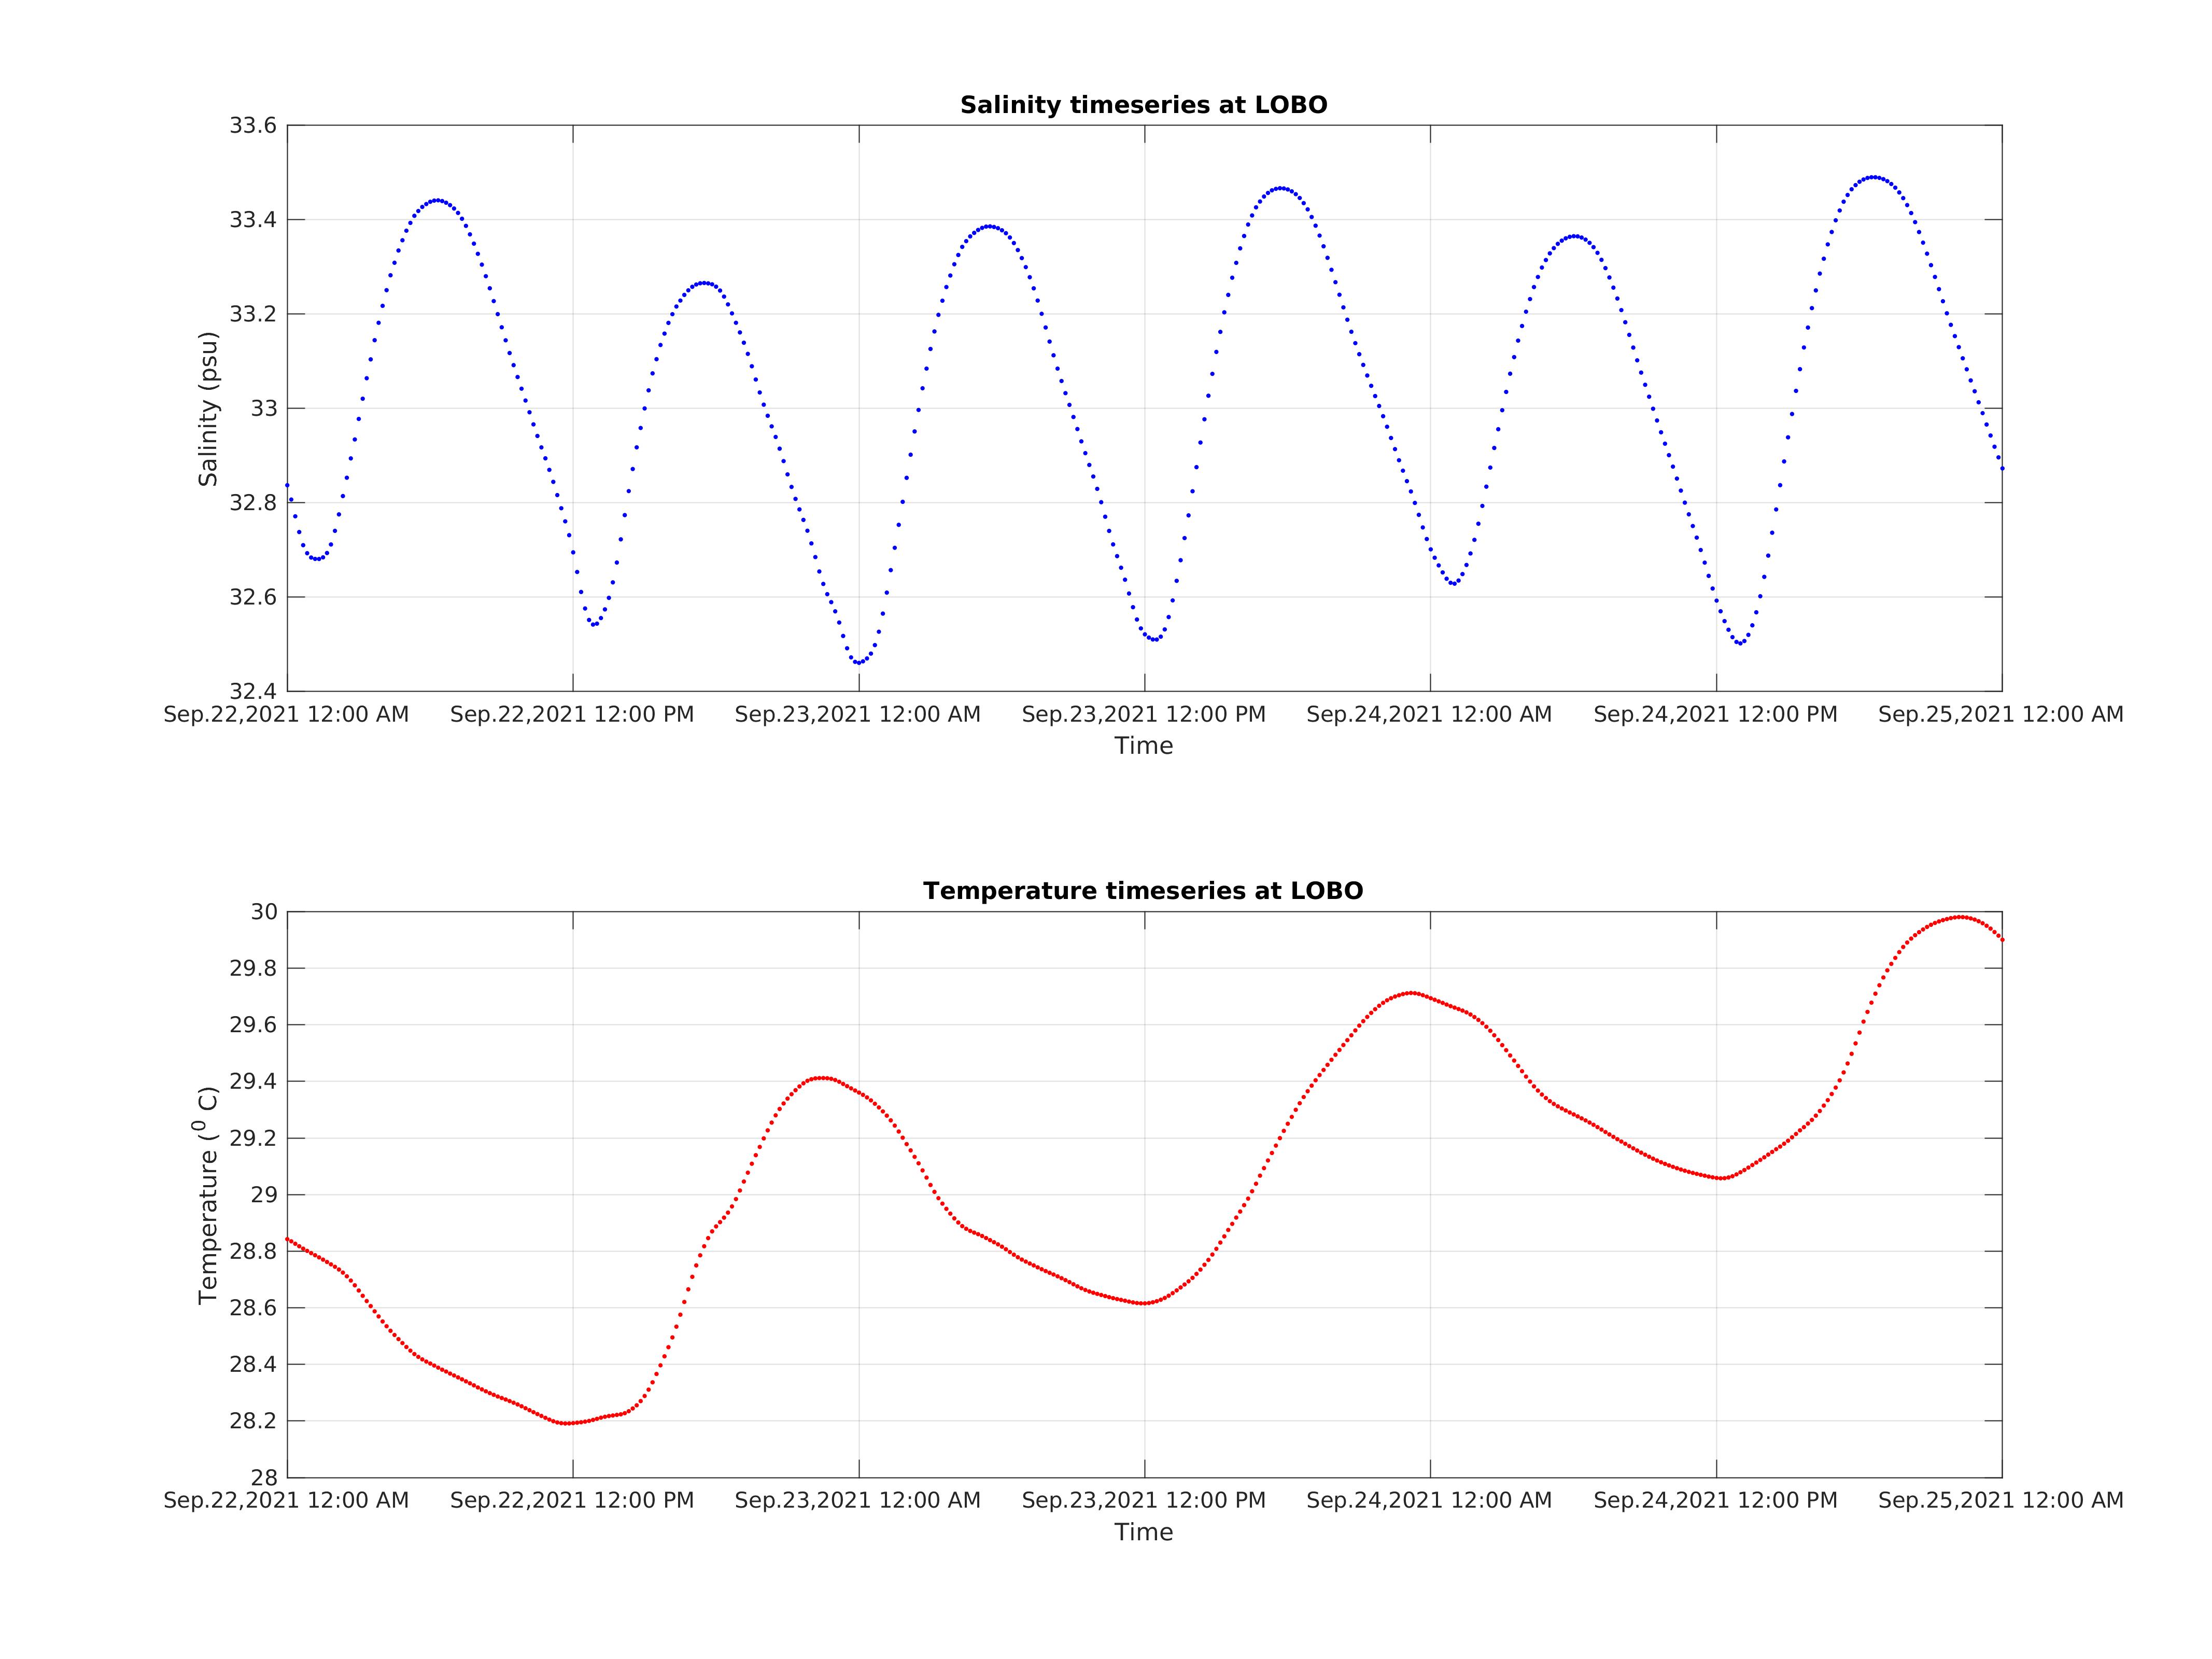 Salinity timeseries at LOBO
33.6
33.4
33.2
33
32.8
32.6
32.4
Salinity (psu)
Sep.22,2021 12:00 AM Sep.22,2021 12:00 PM Sep.23,2021 12:00 AM Sep.23,2021 12:00 PM Sep.24,2021 12:00 AM Sep.24,2021 12:00 PM Sep.25,2021 12:00 AM
Time
Temperature timeseries at LOBO
30
29.8
29.6
29.4
29.2
29
28.8
28.6
28.4
28.2
28
Temperature (⁰ C)
Sep.22,2021 12:00 AM Sep.22,2021 12:00 PM Sep.23,2021 12:00 AM Sep.23,2021 12:00 PM Sep.24,2021 12:00 AM Sep.24,2021 12:00 PM Sep.25,2021 12:00 AM
Time